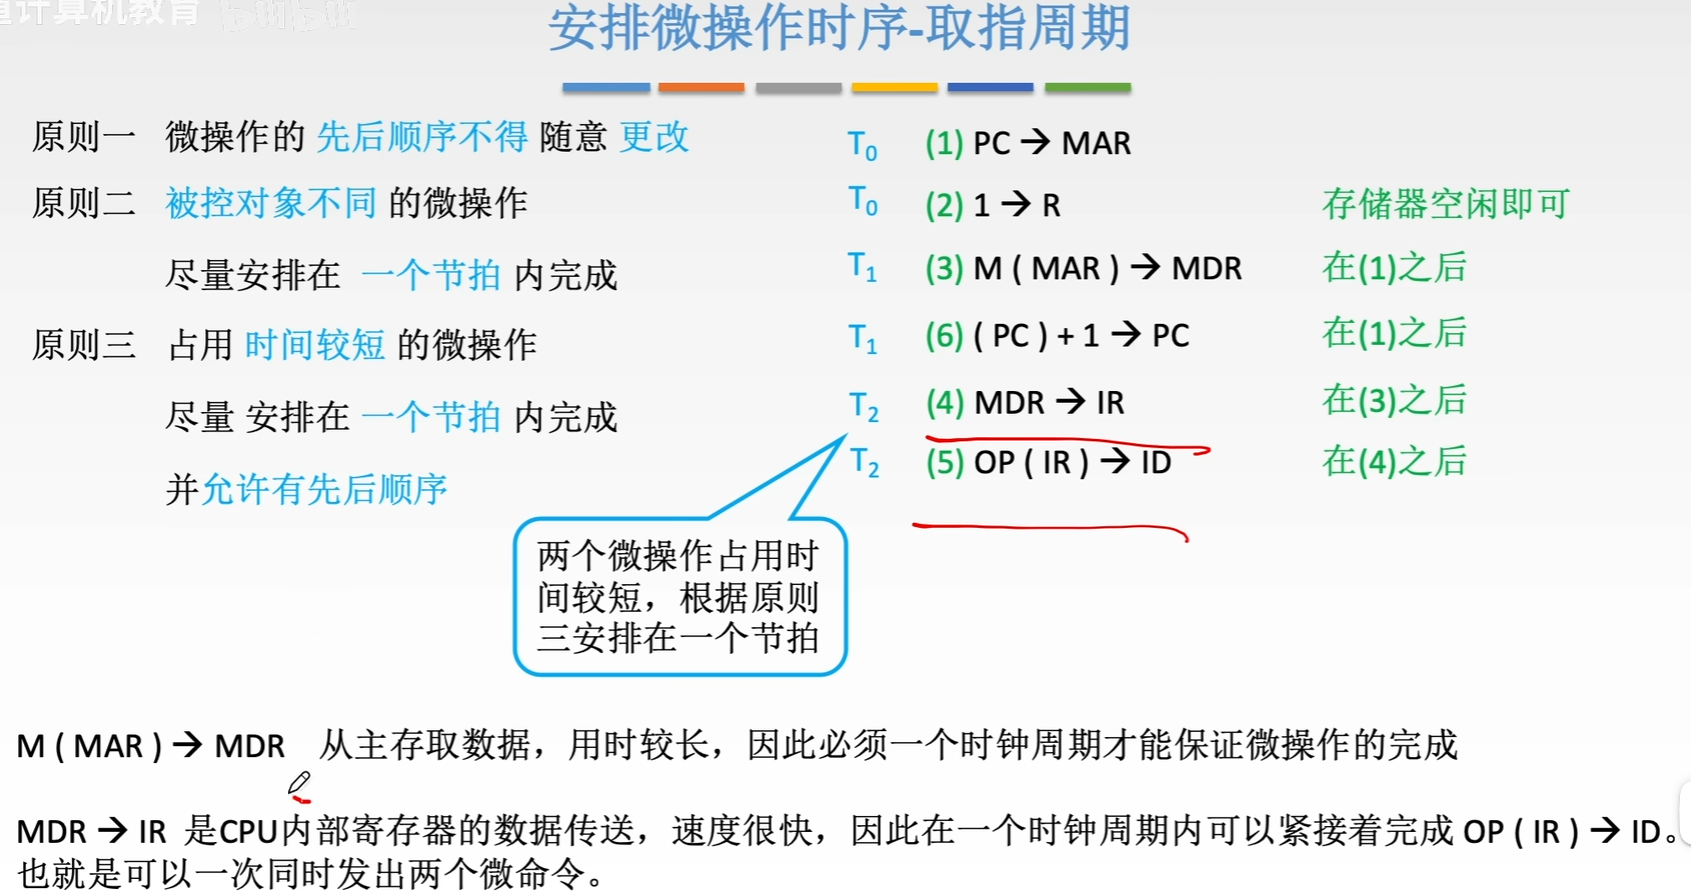 计算机教育 bilibili
安排微操作时序-取指周期
原则一 微操作的 先后顺序不得 随意 更改
原则二 被控对象不同 的微操作
尽量安排在 一个节拍 内完成
原则三 占用 时间较短 的微操作
尽量 安排在 一个节拍 内完成
并允许有先后顺序
T0 (1) PC → MAR
T0 (2) 1 → R 存储器空闲即可
T1 (3) M ( MAR ) → MDR 在(1)之后
T1 (6) ( PC ) + 1 → PC 在(1)之后
T2 (4) MDR → IR 在(3)之后
T2 (5) OP ( IR ) → ID 在(4)之后
两个微操作占用时
间较短，根据原则
三安排在一个节拍
M ( MAR ) → MDR 从主存取数据，用时较长，因此必须一个时钟周期才能保证微操作的完成
MDR → IR 是CPU内部寄存器的数据传送，速度很快，因此在一个时钟周期内可以紧接着完成 OP ( IR ) → ID。
也就是可以一次同时发出两个微命令。